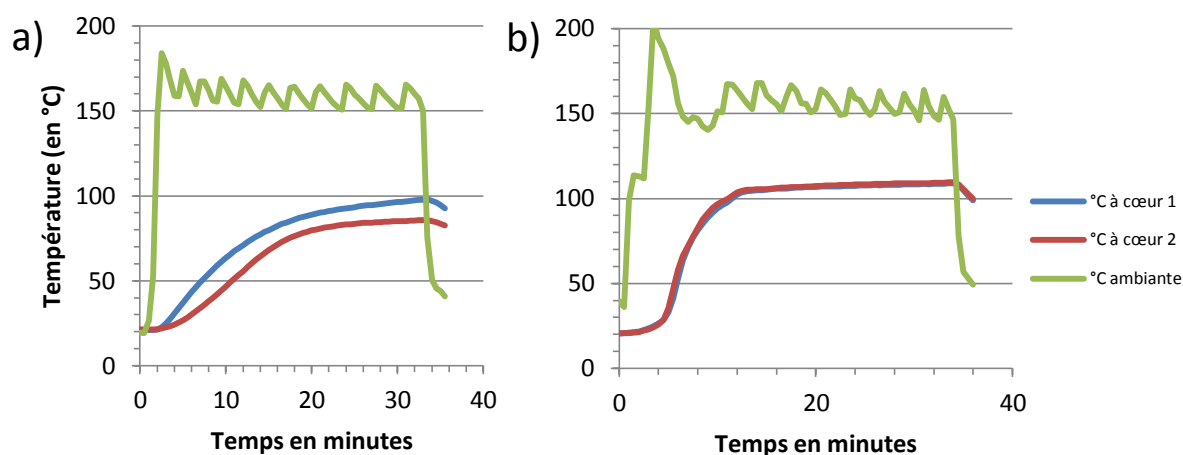 a)
Température (en °C)
200
150
100
50
0
0 10 20 30 40
Temps en minutes
b)
200
150
100
50
0
0 20 40
Temps en minutes
°C à cœur 1
°C à cœur 2
°C ambiante